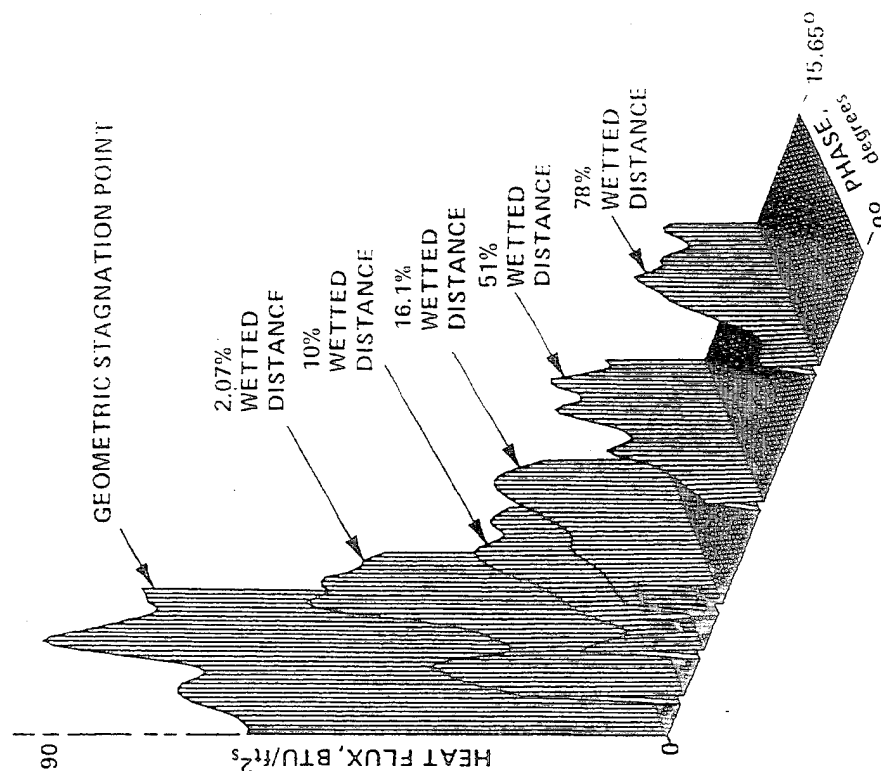 90
HEAT FLUX, BTU/ft²s
0
GEOMETRIC STAGNATION POINT
2.07%
WETTED
DISTANCE
10%
WETTED
DISTANCE
16.1%
WETTED
DISTANCE
51%
WETTED
DISTANCE
78%
WETTED
DISTANCE
15.65°
PHASE,
degrees
0°